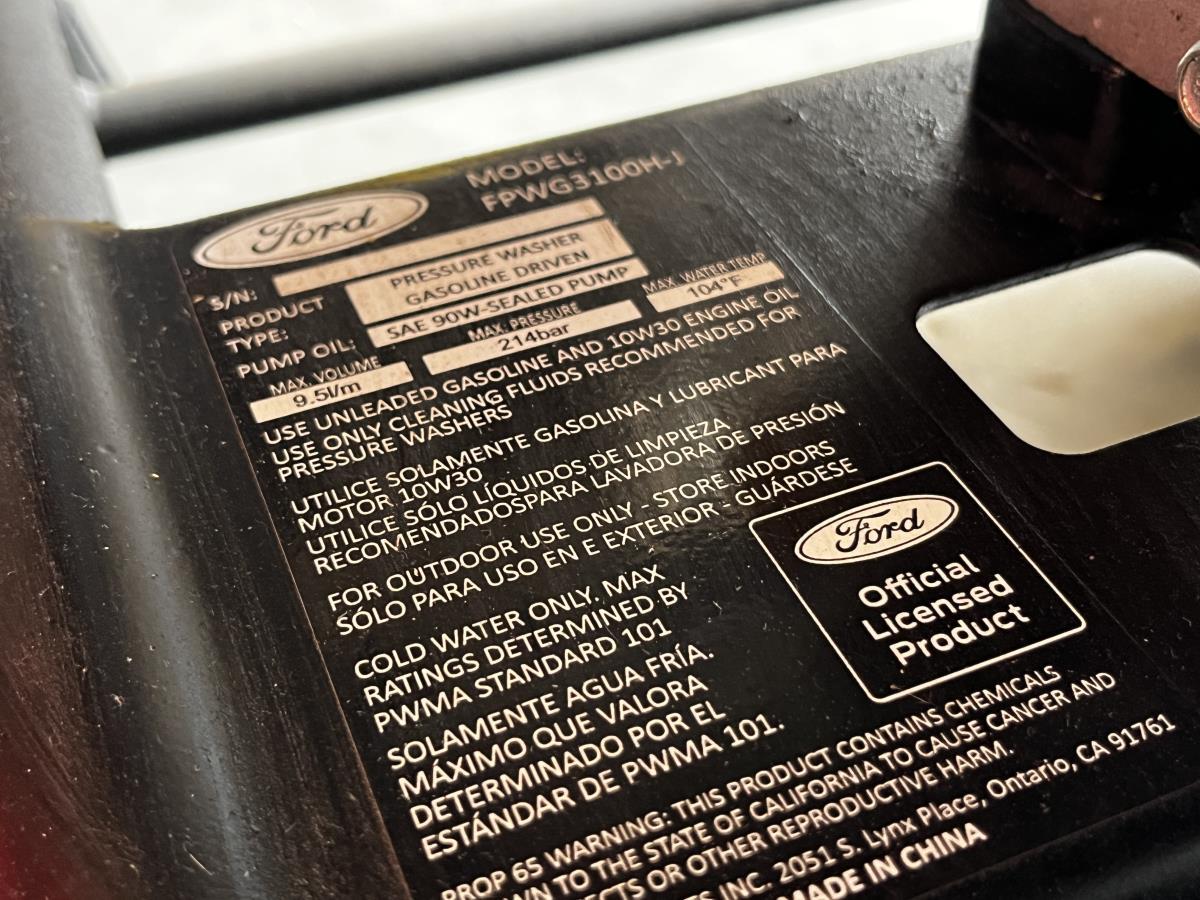 Ford
MODEL:
FPWG3100H-J
S/N:
PRODUCT
TYPE:
PRESSURE WASHER
GASOLINE DRIVEN
PUMP OIL:
SAE 90W-SEALED PUMP
MAX. VOLUME
9.5l/m
MAX. PRESSURE
214bar
MAX. WATER TEMP
104°F
USE UNLEADED GASOLINE AND 10W30 ENGINE OIL
USE ONLY CLEANING FLUIDS RECOMMENDED FOR
PRESSURE WASHERS
UTILICE SOLAMENTE GASOLINA Y LUBRICANT PARA
MOTOR 10W30
UTILICE SÓLO LÍQUIDOS DE LIMPIEZA
RECOMENDADOSPARA LAVADORA DE PRESIÓN
FOR OUTDOOR USE ONLY - STORE INDOORS
SÓLO PARA USO EN E EXTERIOR - GUÁRDESE
COLD WATER ONLY. MAX
RATINGS DETERMINED BY
PWMA STANDARD 101
SOLAMENTE AGUA FRÍA.
MÁXIMO QUE VALORA
DETERMINADO POR EL
ESTÁNDAR DE PWMA 101.
Ford
Official
Licensed
Product
PROP 65 WARNING: THIS PRODUCT CONTAINS CHEMICALS
WN TO THE STATE OF CALIFORNIA TO CAUSE CANCER AND
ECTS OR OTHER REPRODUCTIVE HARM.
TS INC. 2051 S. Lynx Place, Ontario, CA 91761
MADE IN CHINA